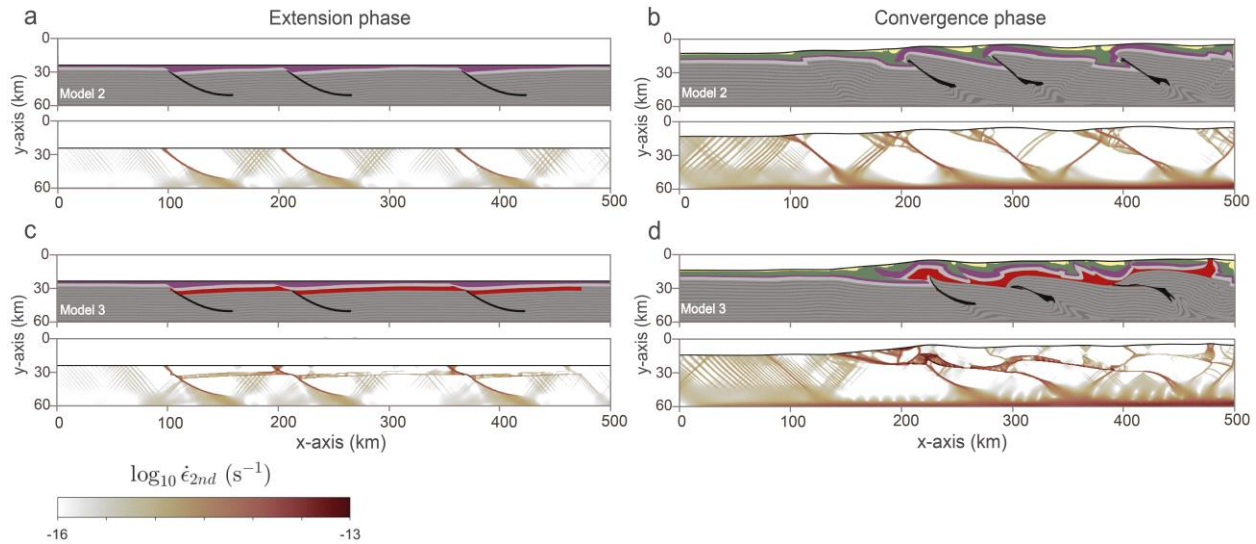 a Extension phase b Convergence phase
0
30
60
Model 2
y-axis (km)
0
30
60
0 100 200 300 400 500
0
30
60
Model 2
y-axis (km)
0
30
60
0 100 200 300 400 500
c
0
30
60
Model 3
y-axis (km)
0
30
60
0 100 200 300 400 500
x-axis (km)
d
0
30
60
Model 3
y-axis (km)
0
30
60
0 100 200 300 400 500
x-axis (km)
log₁₀ ϵ̇₂ₙd (s⁻¹)
-16 -13